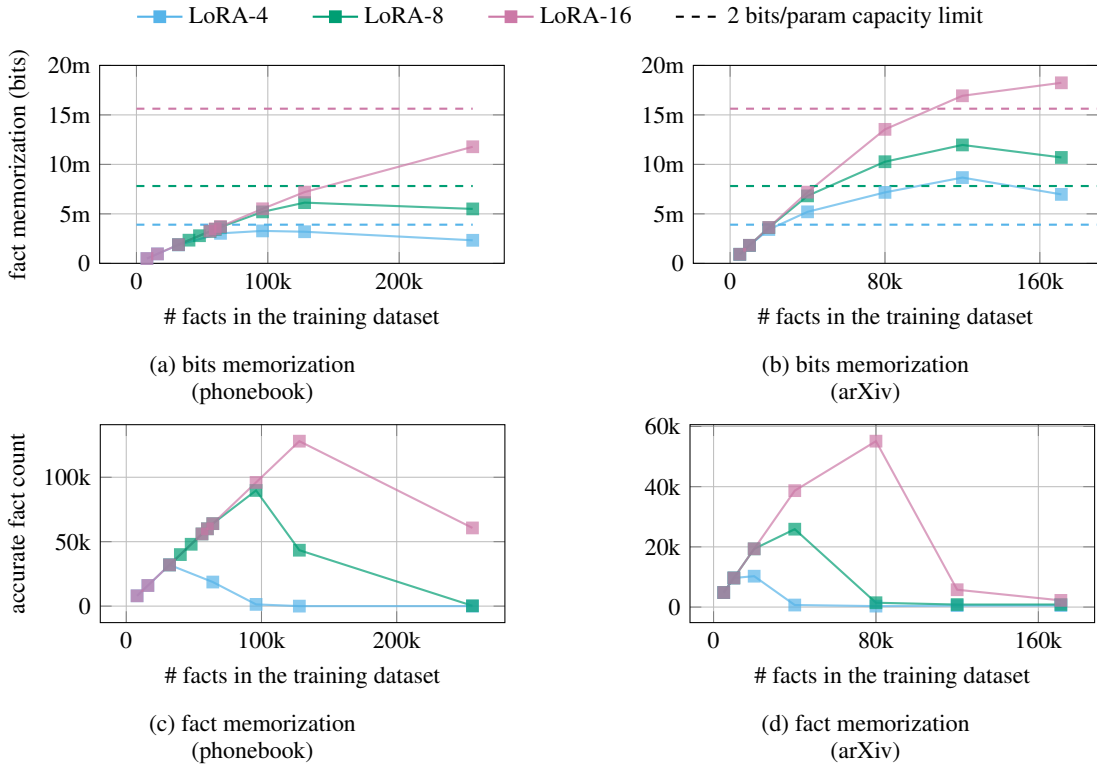 LoRA-4 LoRA-8 LoRA-16 2 bits/param capacity limit
fact memorization (bits)
20m
15m
10m
5m
0
0 100k 200k
# facts in the training dataset
(a) bits memorization
(phonebook)
20m
15m
10m
5m
0
0 80k 160k
# facts in the training dataset
(b) bits memorization
(arXiv)
accurate fact count
100k
50k
0
0 100k 200k
# facts in the training dataset
(c) fact memorization
(phonebook)
60k
40k
20k
0
0 80k 160k
# facts in the training dataset
(d) fact memorization
(arXiv)